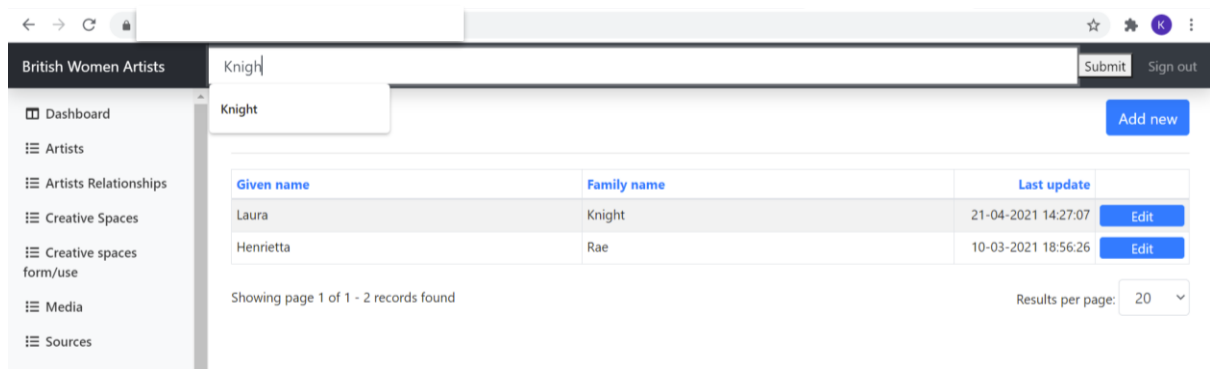 K
British Women Artists
Knigh
Submit
Sign out
Knight
Dashboard
Artists
Artists Relationships
Creative Spaces
Creative spaces
form/use
Media
Sources
Add new
Given name Family name Last update
Laura Knight 21-04-2021 14:27:07 Edit
Henrietta Rae 10-03-2021 18:56:26 Edit
Showing page 1 of 1 - 2 records found
Results per page: 20